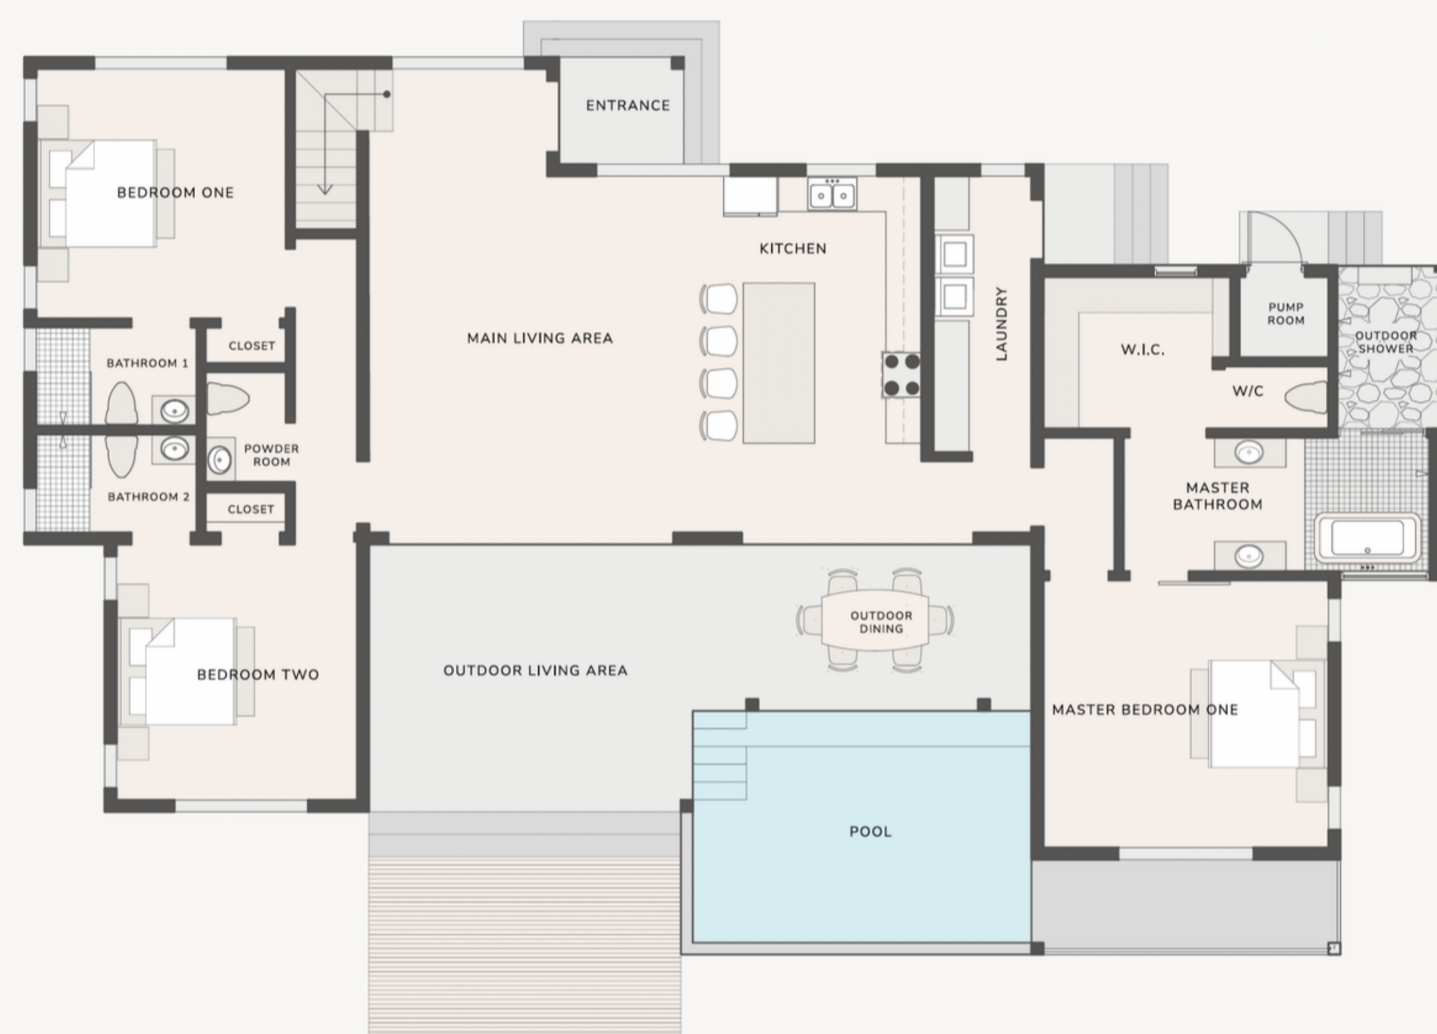 ENTRANCE
BEDROOM ONE
KITCHEN
MAIN LIVING AREA
LAUNDRY
PUMP
ROOM
OUTDOOR
SHOWER
W.I.C.
W/C
CLOSET
BATHROOM 1
POWDER
ROOM
BATHROOM 2
CLOSET
MASTER
BATHROOM
OUTDOOR
DINING
OUTDOOR LIVING AREA
BEDROOM TWO
MASTER BEDROOM ONE
POOL